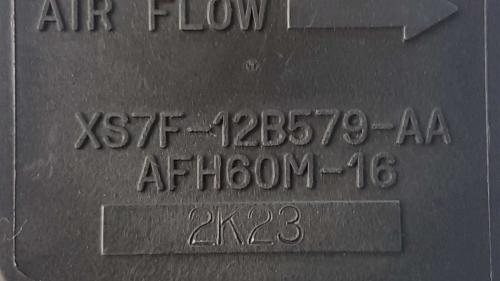 AIR FLOW
XS7F-12B579-AA
AFH60M-16
2K23